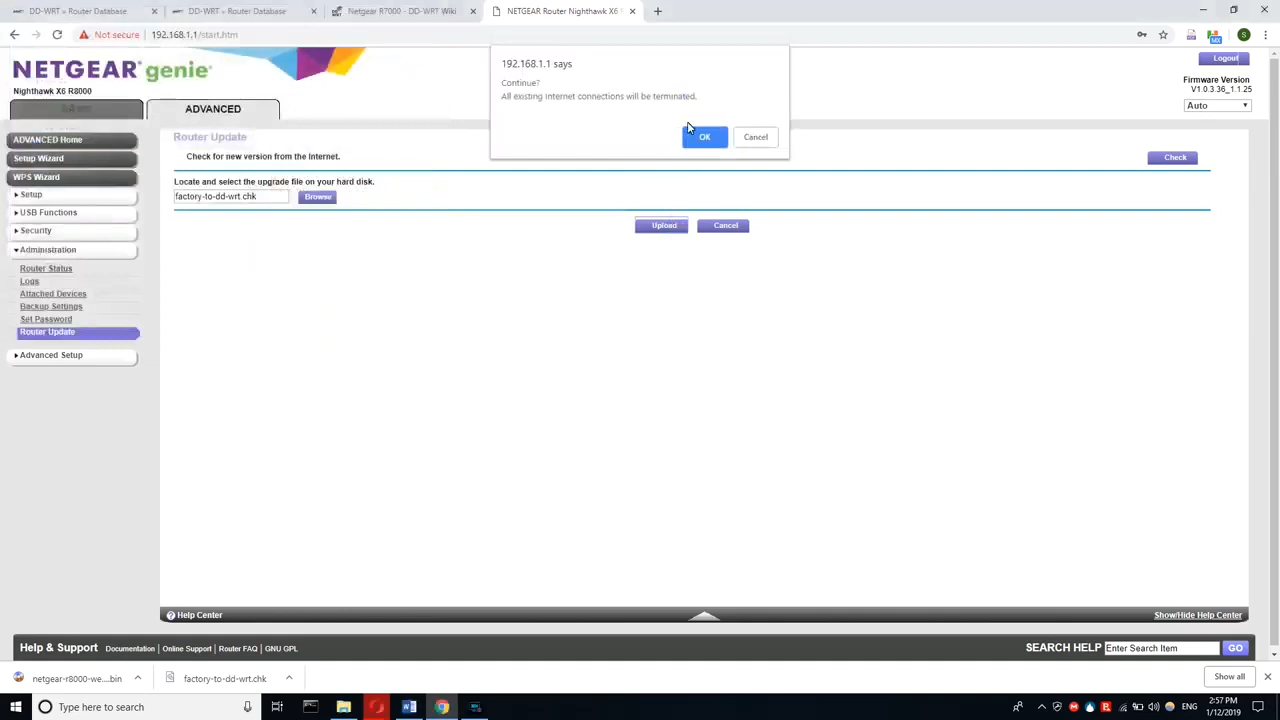 DD-WRT » Router Database
DD-WRT » Router Database
Netgear R7000 - DD-WRT Wiki
NETGEAR Router Nighthawk X6
Not secure
192.168.1.1/start.htm
NETGEAR® genie®
Nighthawk X6 R8000
Logout
Firmware Version
V1.0.3.36_1.1.25
Auto
192.168.1.1 says
Continue?
All existing Internet connections will be terminated.
OK
Cancel
ADVANCED
ADVANCED Home
Setup Wizard
WPS Wizard
Setup
USB Functions
Security
Administration
Router Status
Logs
Attached Devices
Backup Settings
Set Password
Router Update
Advanced Setup
Router Update
Check for new version from the Internet.
Check
Locate and select the upgrade file on your hard disk.
factory-to-dd-wrt.chk
Browse
Upload
Cancel
Help Center
Show/Hide Help Center
Help & Support
Documentation | Online Support | Router FAQ | GNU GPL
SEARCH HELP
Enter Search Item
GO
netgear-r8000-we....bin
factory-to-dd-wrt.chk
Show all
Type here to search
ENG
2:57 PM
1/12/2019